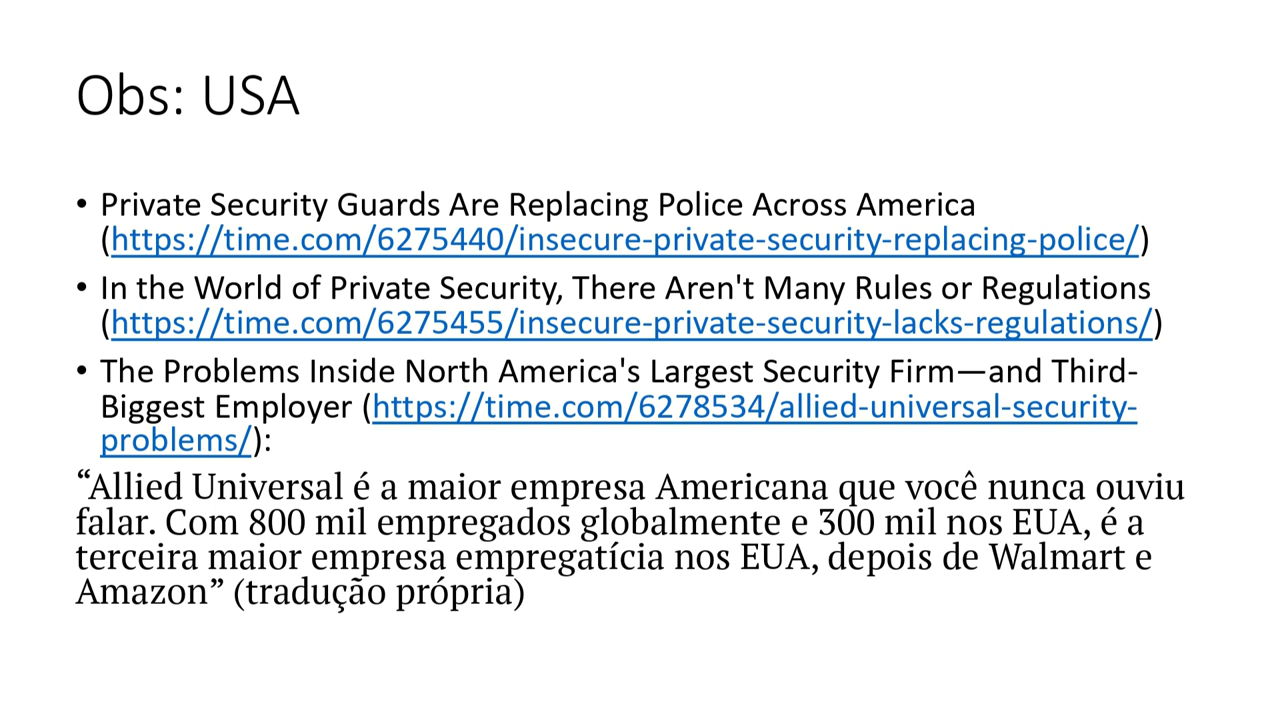 Obs: USA
• Private Security Guards Are Replacing Police Across America
(https://time.com/6275440/insecure-private-security-replacing-police/)
• In the World of Private Security, There Aren't Many Rules or Regulations
(https://time.com/6275455/insecure-private-security-lacks-regulations/)
• The Problems Inside North America's Largest Security Firm—and Third-
Biggest Employer (https://time.com/6278534/allied-universal-security-
problems/):
“Allied Universal é a maior empresa Americana que você nunca ouviu
falar. Com 800 mil empregados globalmente e 300 mil nos EUA, é a
terceira maior empresa empregatícia nos EUA, depois de Walmart e
Amazon” (tradução própria)